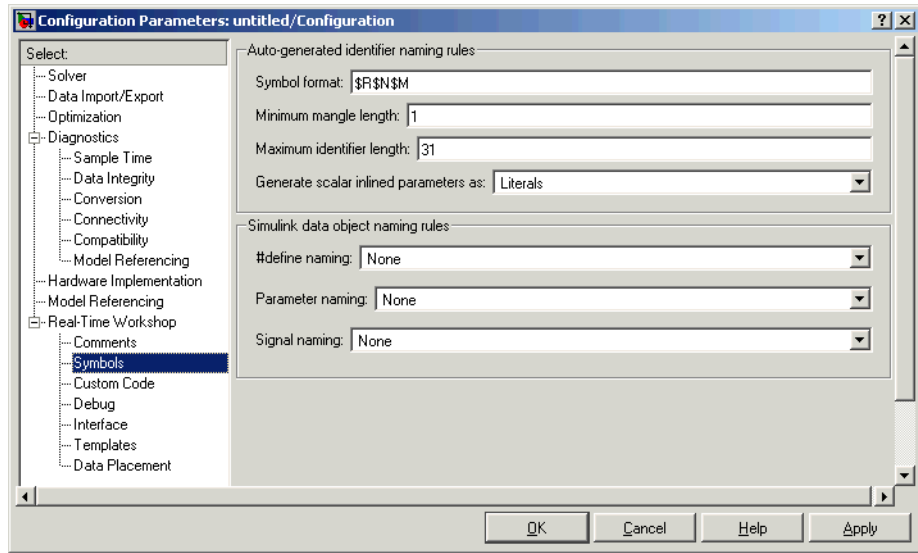 Configuration Parameters: untitled/Configuration
Select:
Solver
Data Import/Export
Optimization
Diagnostics
Sample Time
Data Integrity
Conversion
Connectivity
Compatibility
Model Referencing
Hardware Implementation
Model Referencing
Real-Time Workshop
Comments
Symbols
Custom Code
Debug
Interface
Templates
Data Placement
Auto-generated identifier naming rules
Symbol format: $R$N$M
Minimum mangle length: 1
Maximum identifier length: 31
Generate scalar inlined parameters as: Literals
Simulink data object naming rules
#define naming: None
Parameter naming: None
Signal naming: None
OK Cancel Help Apply